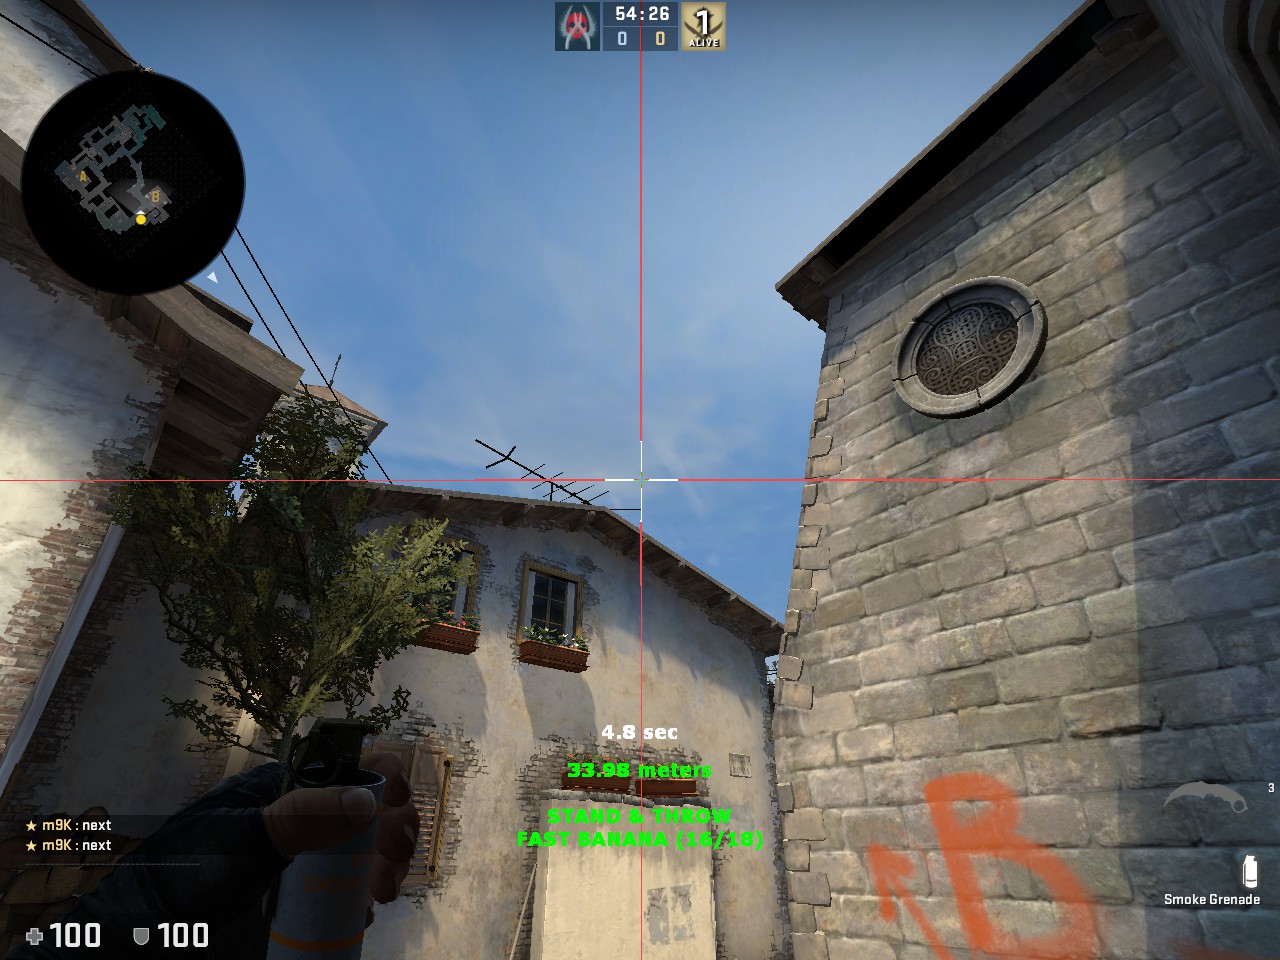 54:26
0 0
1
ALIVE
A
B
4.8 sec
33.98 meters
STAND & THROW
FAST BANANA (16/18)
3
B
★ m9K : next
★ m9K : next
Smoke Grenade
100 100